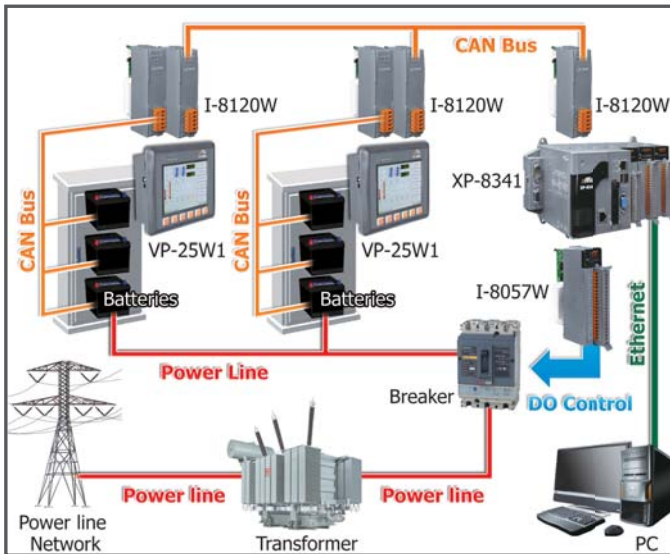 CAN Bus
I-8120W
I-8120W
I-8120W
XP-8341
CAN Bus
VP-25W1
CAN Bus
VP-25W1
I-8057W
Batteries
Batteries
Ethernet
Power Line
Breaker
DO Control
Power line
Power line
Power line
Network
Transformer
PC